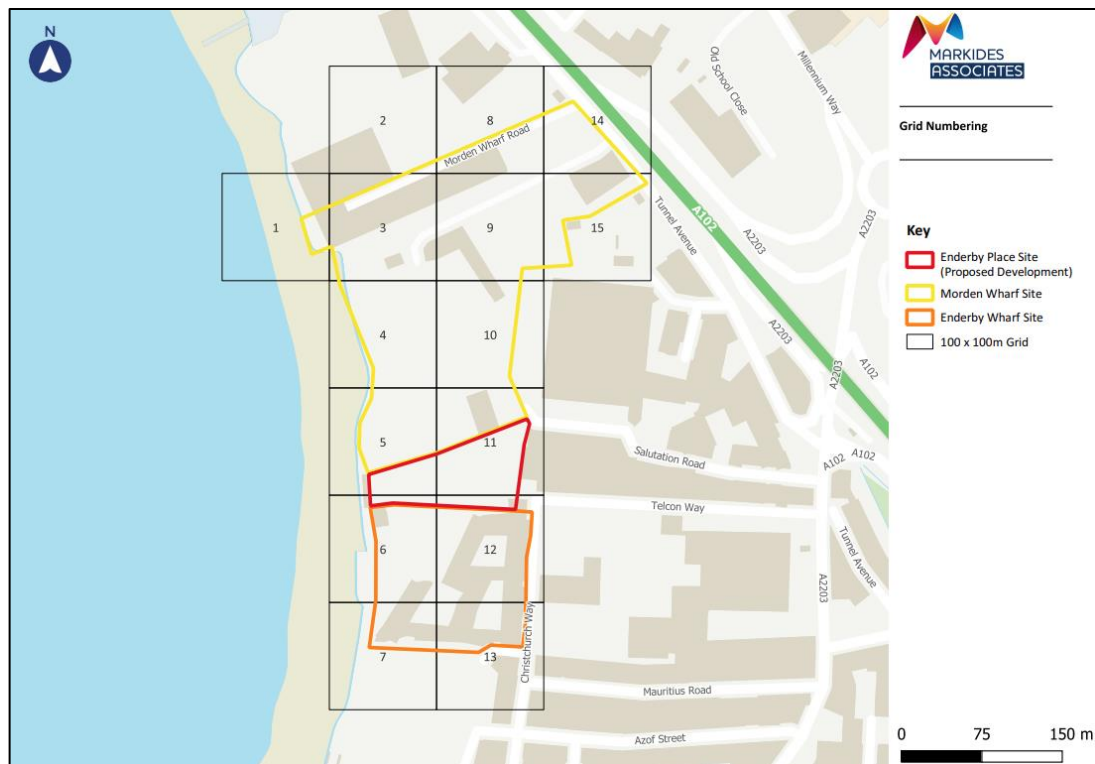 N
2
8
14
Morden Wharf Road
1
3
9
15
4
10
5
11
6
12
7
13
Old School Close
Millennium Way
Tunnel Avenue
A102
A2203
A2203
A2203
A2203
A102
A2203
Salutation Road
A102
A102
Telcon Way
Tunnel Avenue
A2203
Christchurch Way
Mauritius Road
Azof Street
MARKIDES
ASSOCIATES
Grid Numbering
Key
Enderby Place Site
(Proposed Development)
Morden Wharf Site
Enderby Wharf Site
100 x 100m Grid
0 75 150 m